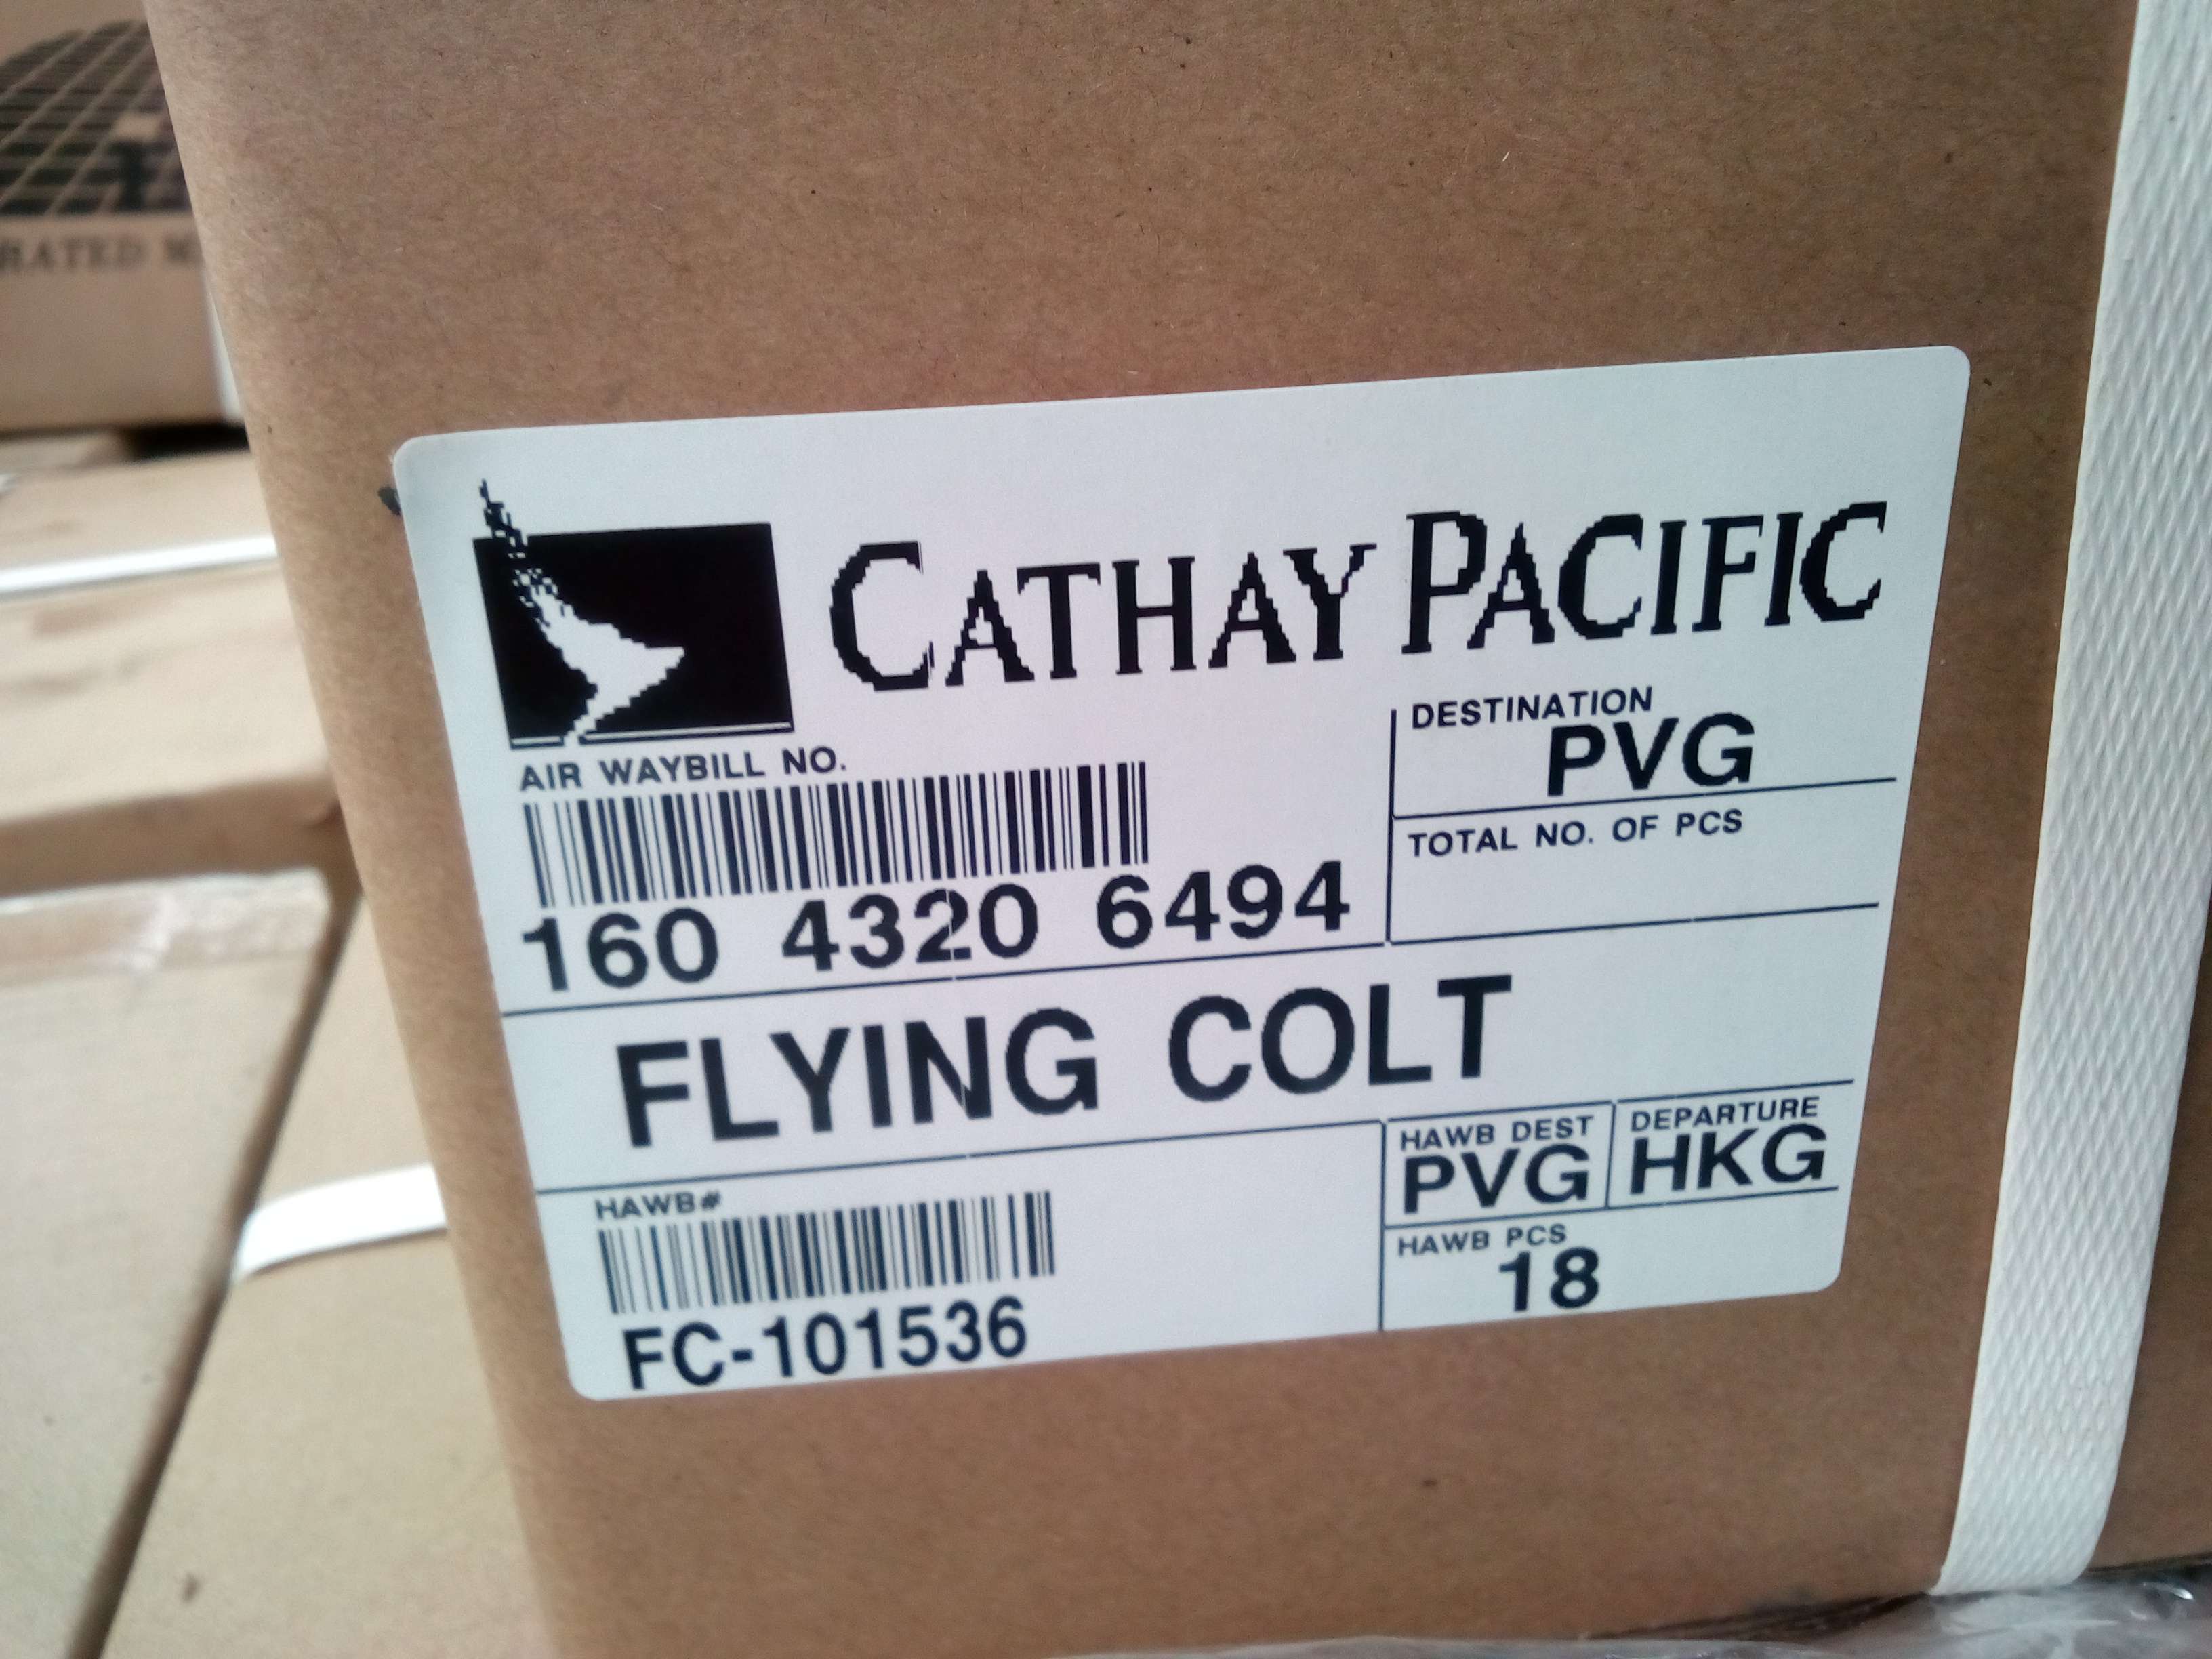 CATHAY PACIFIC
AIR WAYBILL NO.
160 4320 6494
DESTINATION
PVG
TOTAL NO. OF PCS
FLYING COLT
HAWB#
FC-101536
HAWB DEST
PVG
DEPARTURE
HKG
HAWB PCS
18